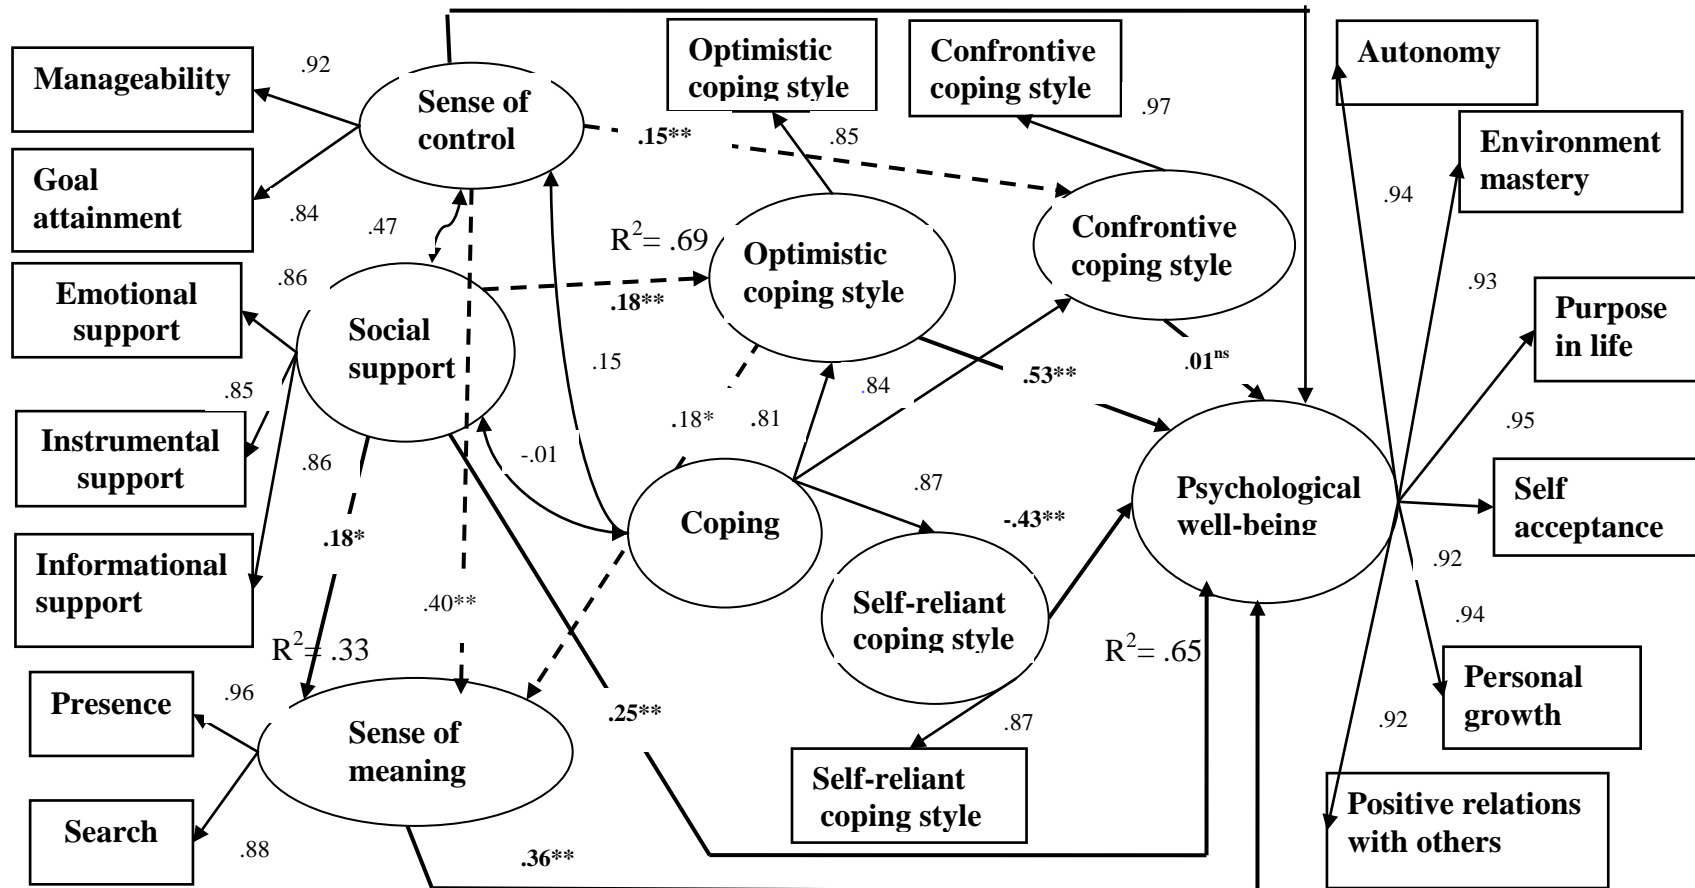 Manageability
.92
Goal
attainment
.84
Sense of
control
.47
.15**
Optimistic
coping style
.85
Confrontive
coping style
.97
Autonomy
.94
Environment
mastery
.93
Emotional
support
.86
Social
support
R²= .69
.18**
Optimistic
coping style
Confrontive
coping style
.01ns
.53**
Purpose
in life
.95
.85
Instrumental
support
.86
.15
-.01
.18*
.81
.84
Coping
.87
-.43**
Psychological
well-being
Self
acceptance
.92
.18*
Informational
support
.40**
R²= .33
Self-reliant
coping style
R²= .65
.94
Personal
growth
Presence
.96
Sense of
meaning
.25**
.87
Self-reliant
coping style
.92
Positive relations
with others
Search
.88
.36**